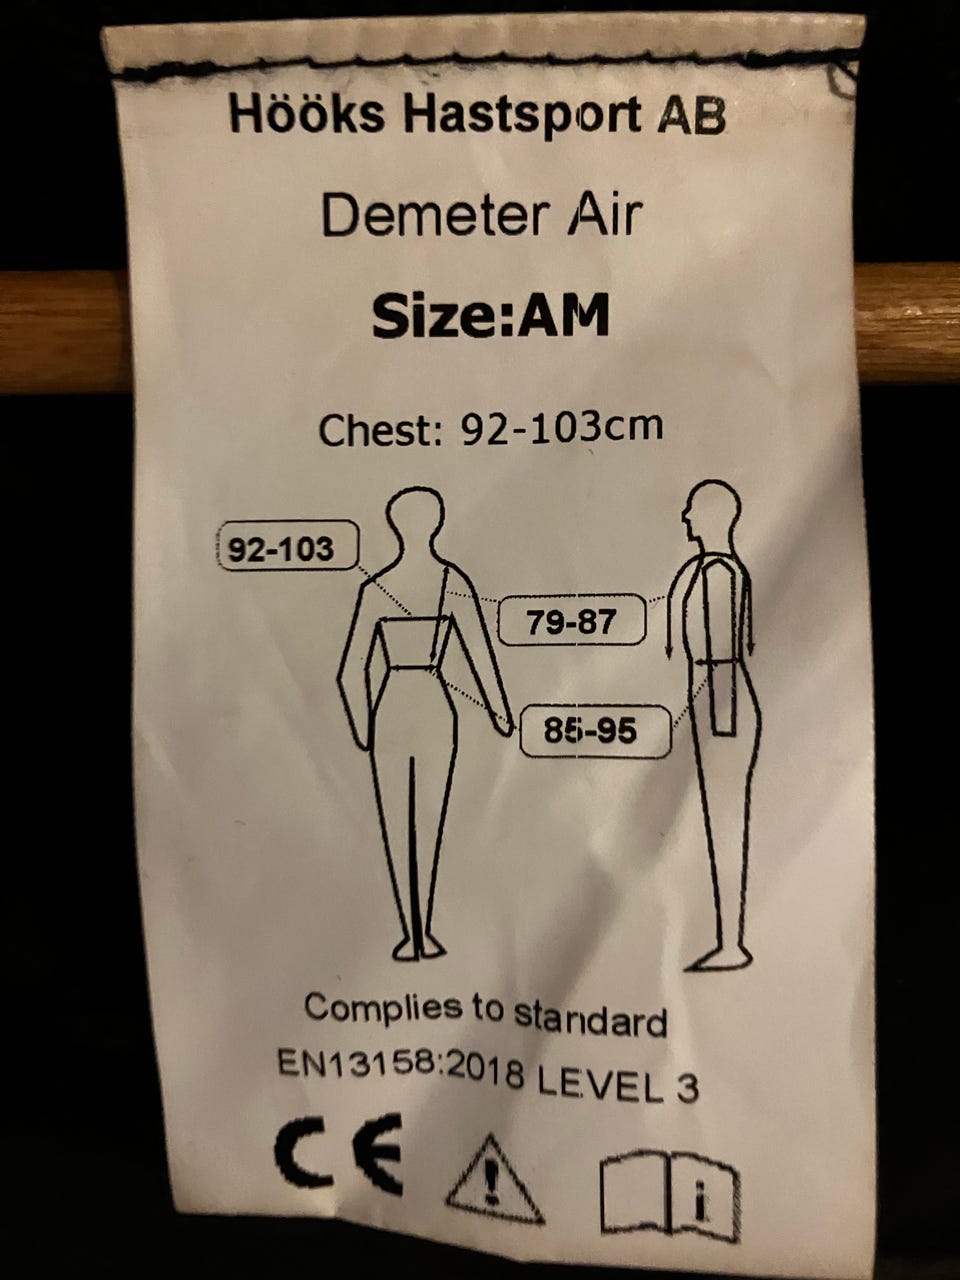 Hööks Hastsport AB
Demeter Air
Size:AM
Chest: 92-103cm
92-103
79-87
85-95
Complies to standard
EN13158:2018 LEVEL 3
CE
!
i